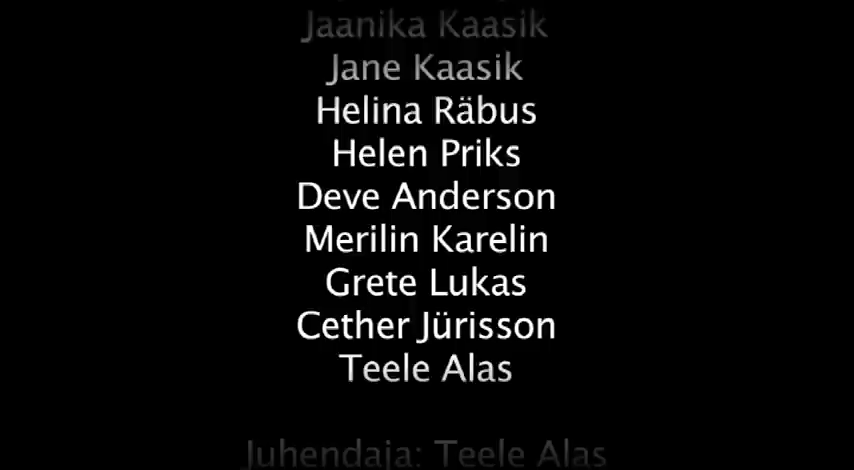 Jaanika Kaasik
Jane Kaasik
Helina Räbus
Helen Priks
Deve Anderson
Merilin Karelin
Grete Lukas
Cether Jürisson
Teele Alas
Juhendaja: Teele Alas